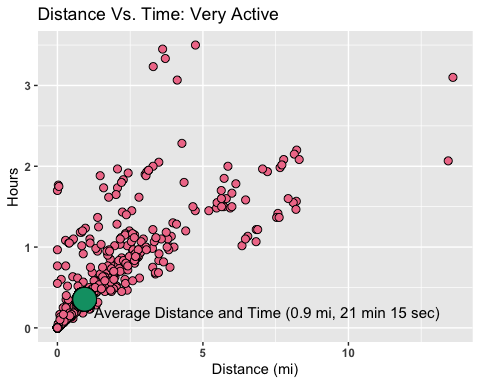 Distance Vs. Time: Very Active
Hours
3
2
1
0
Average Distance and Time (0.9 mi, 21 min 15 sec)
0 5 10
Distance (mi)